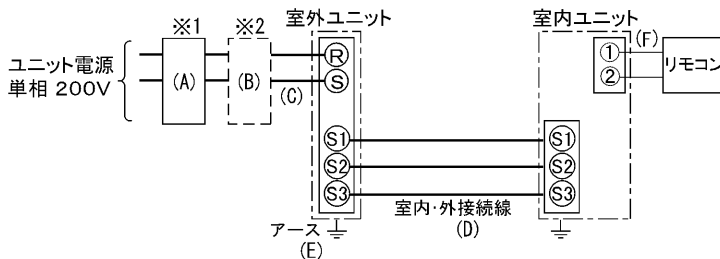 室外ユニット
室内ユニット
※1
※2
ユニット電源
単相 200V
(A)
(B)
(C)
R
S
S1
S2
S3
①
②
(F)
リモコン
S1
S2
S3
室内·外接続線
(D)
アース
(E)